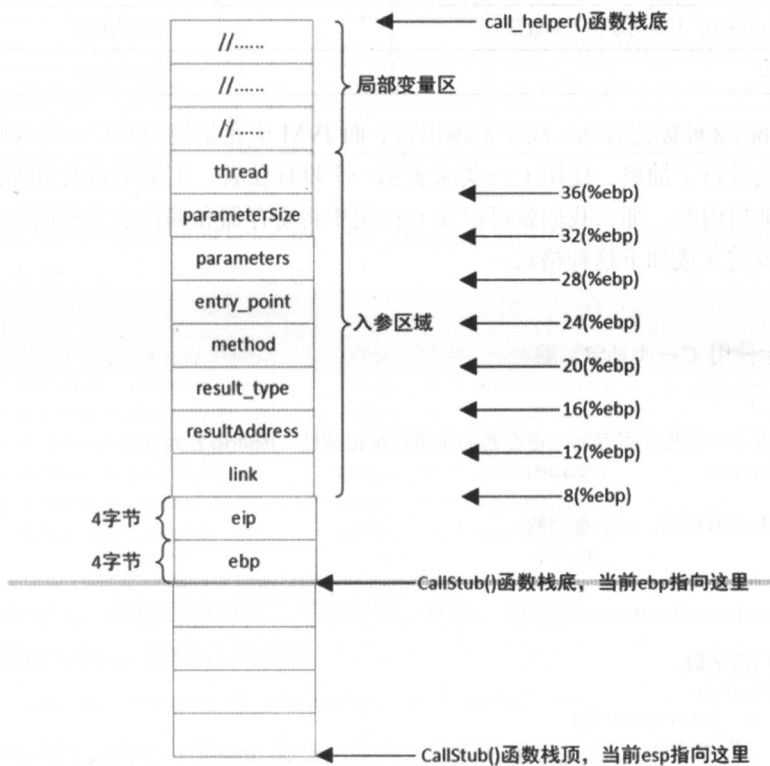 call_helper()函数栈底
//......
//......
局部变量区
//......
thread
36(%ebp)
parameterSize
32(%ebp)
parameters
28(%ebp)
entry_point
入参区域
24(%ebp)
method
20(%ebp)
result_type
16(%ebp)
resultAddress
12(%ebp)
link
8(%ebp)
4字节
eip
4字节
ebp
CallStub()函数栈底，当前ebp指向这里
CallStub()函数栈顶，当前esp指向这里